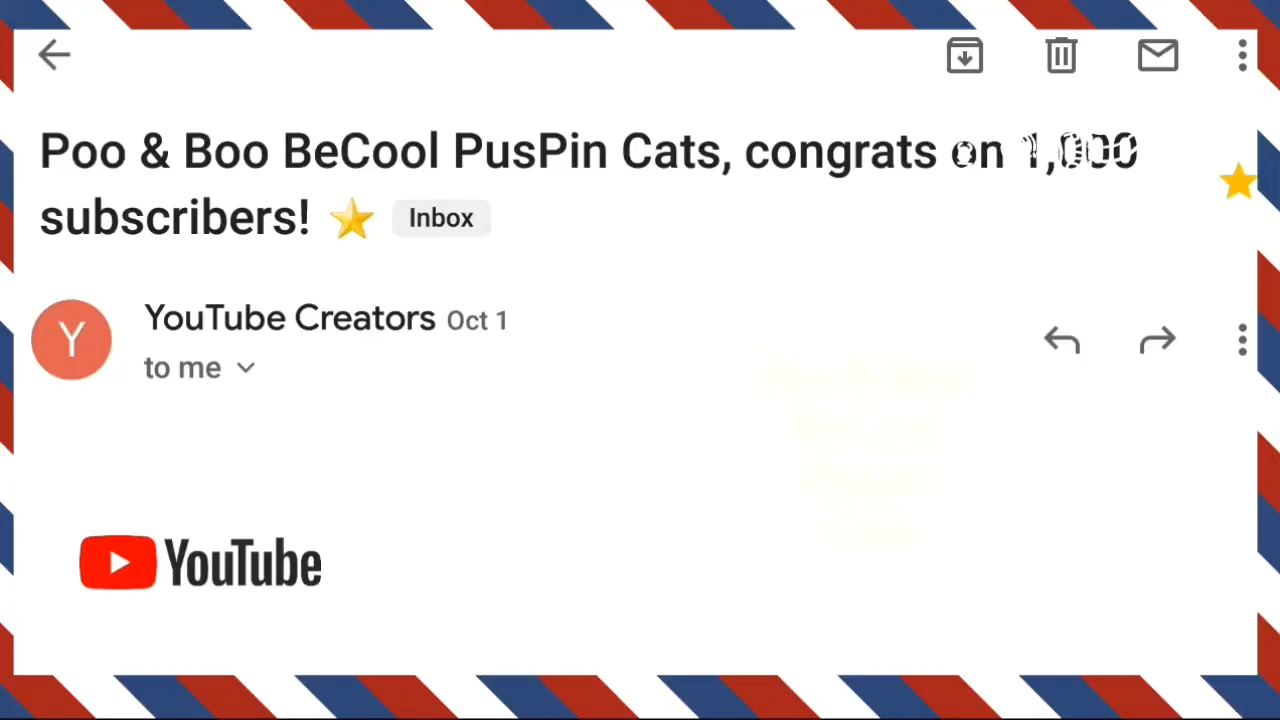 Poo & Boo BeCool PusPin Cats, congrats on 1,000
subscribers! ⭐ Inbox
Y
YouTube Creators Oct 1
to me
YouTube